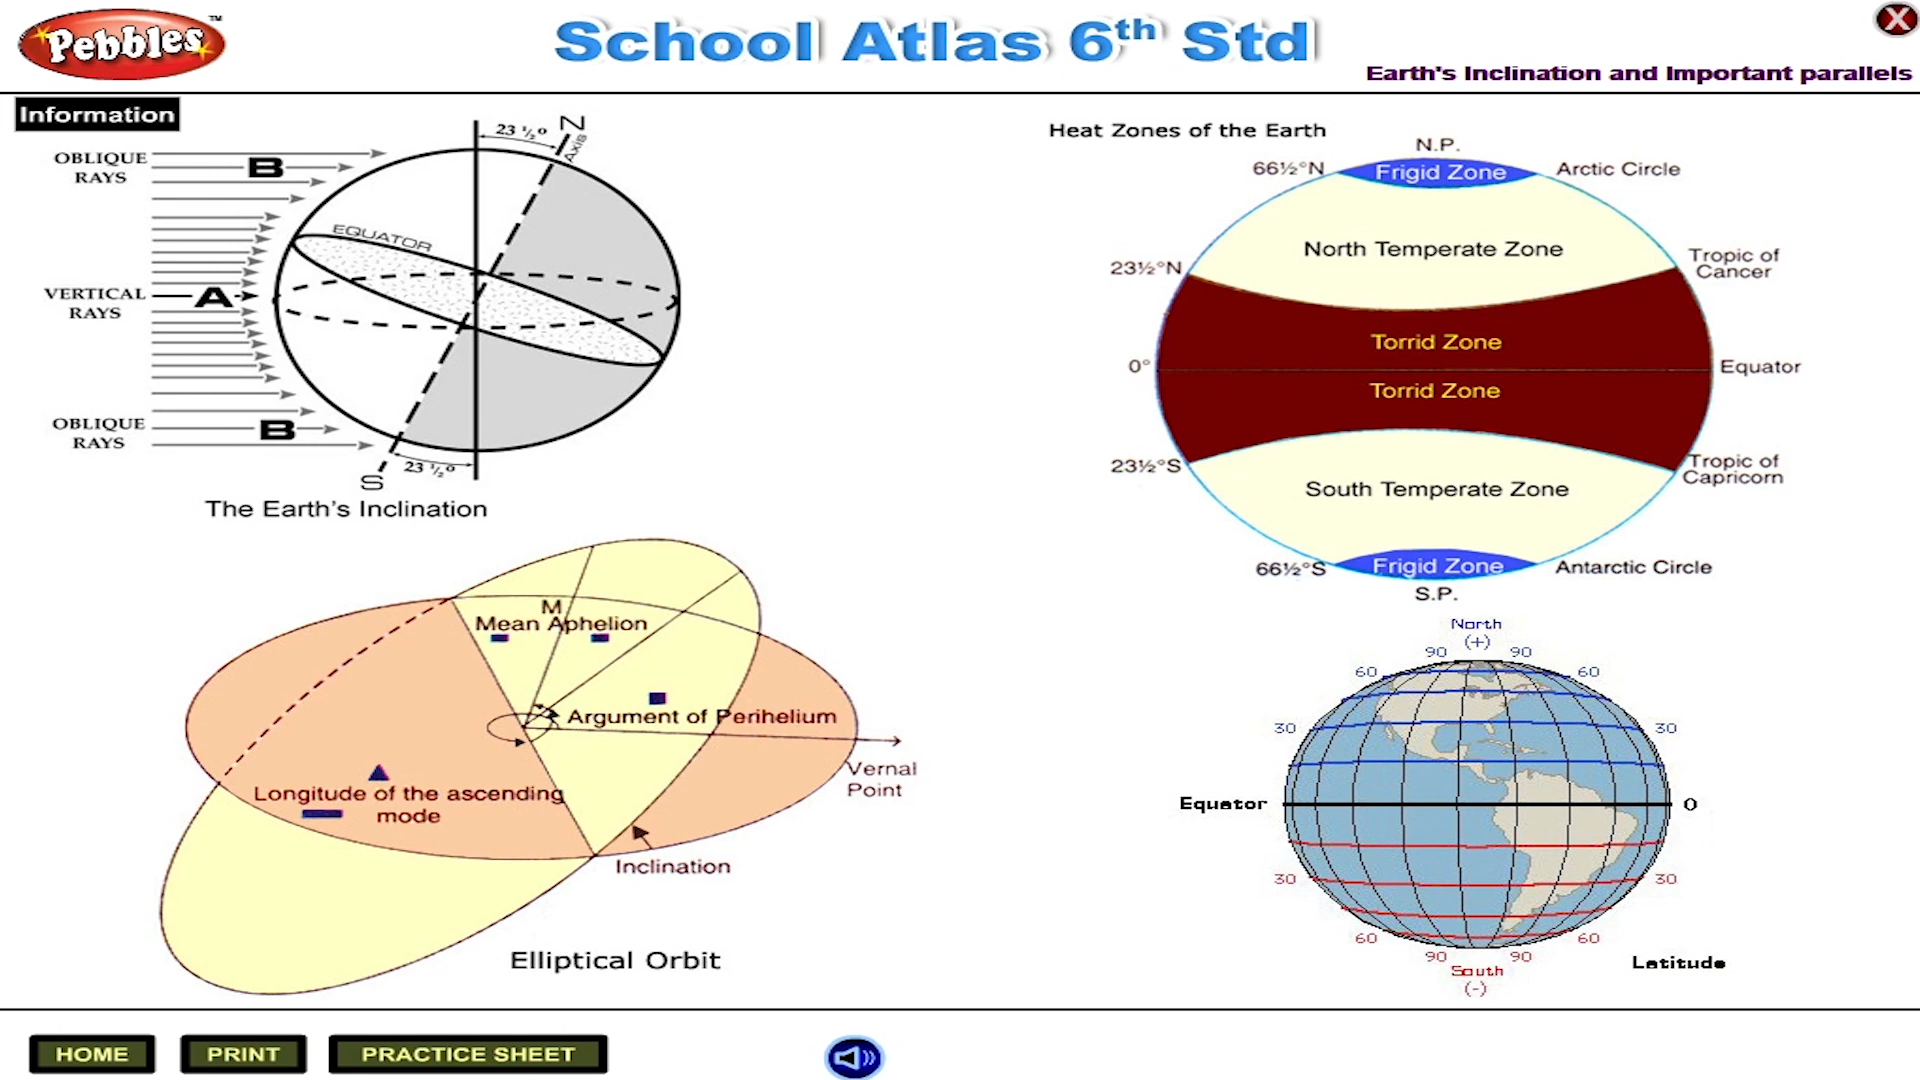 Pebbles™
School Atlas 6th Std
Earth's Inclination and Important parallels
Information
23 ½°
N
Axis
OBLIQUE
RAYS
B
EQUATOR
VERTICAL
RAYS
A
OBLIQUE
RAYS
B
23 ½°
S
The Earth's Inclination
Heat Zones of the Earth
N.P.
66½°N
Frigid Zone
Arctic Circle
North Temperate Zone
23½°N
Tropic of
Cancer
Torrid Zone
0°
Equator
Torrid Zone
23½°S
Tropic of
Capricorn
South Temperate Zone
66½°S
Frigid Zone
Antarctic Circle
S.P.
M
Mean Aphelion
Argument of Perihelium
Vernal
Point
Longitude of the ascending
mode
Inclination
Elliptical Orbit
North
(+)
90 90
60 60
30 30
Equator 0
30 30
60 60
90 90
South
(-)
Latitude
HOME
PRINT
PRACTICE SHEET